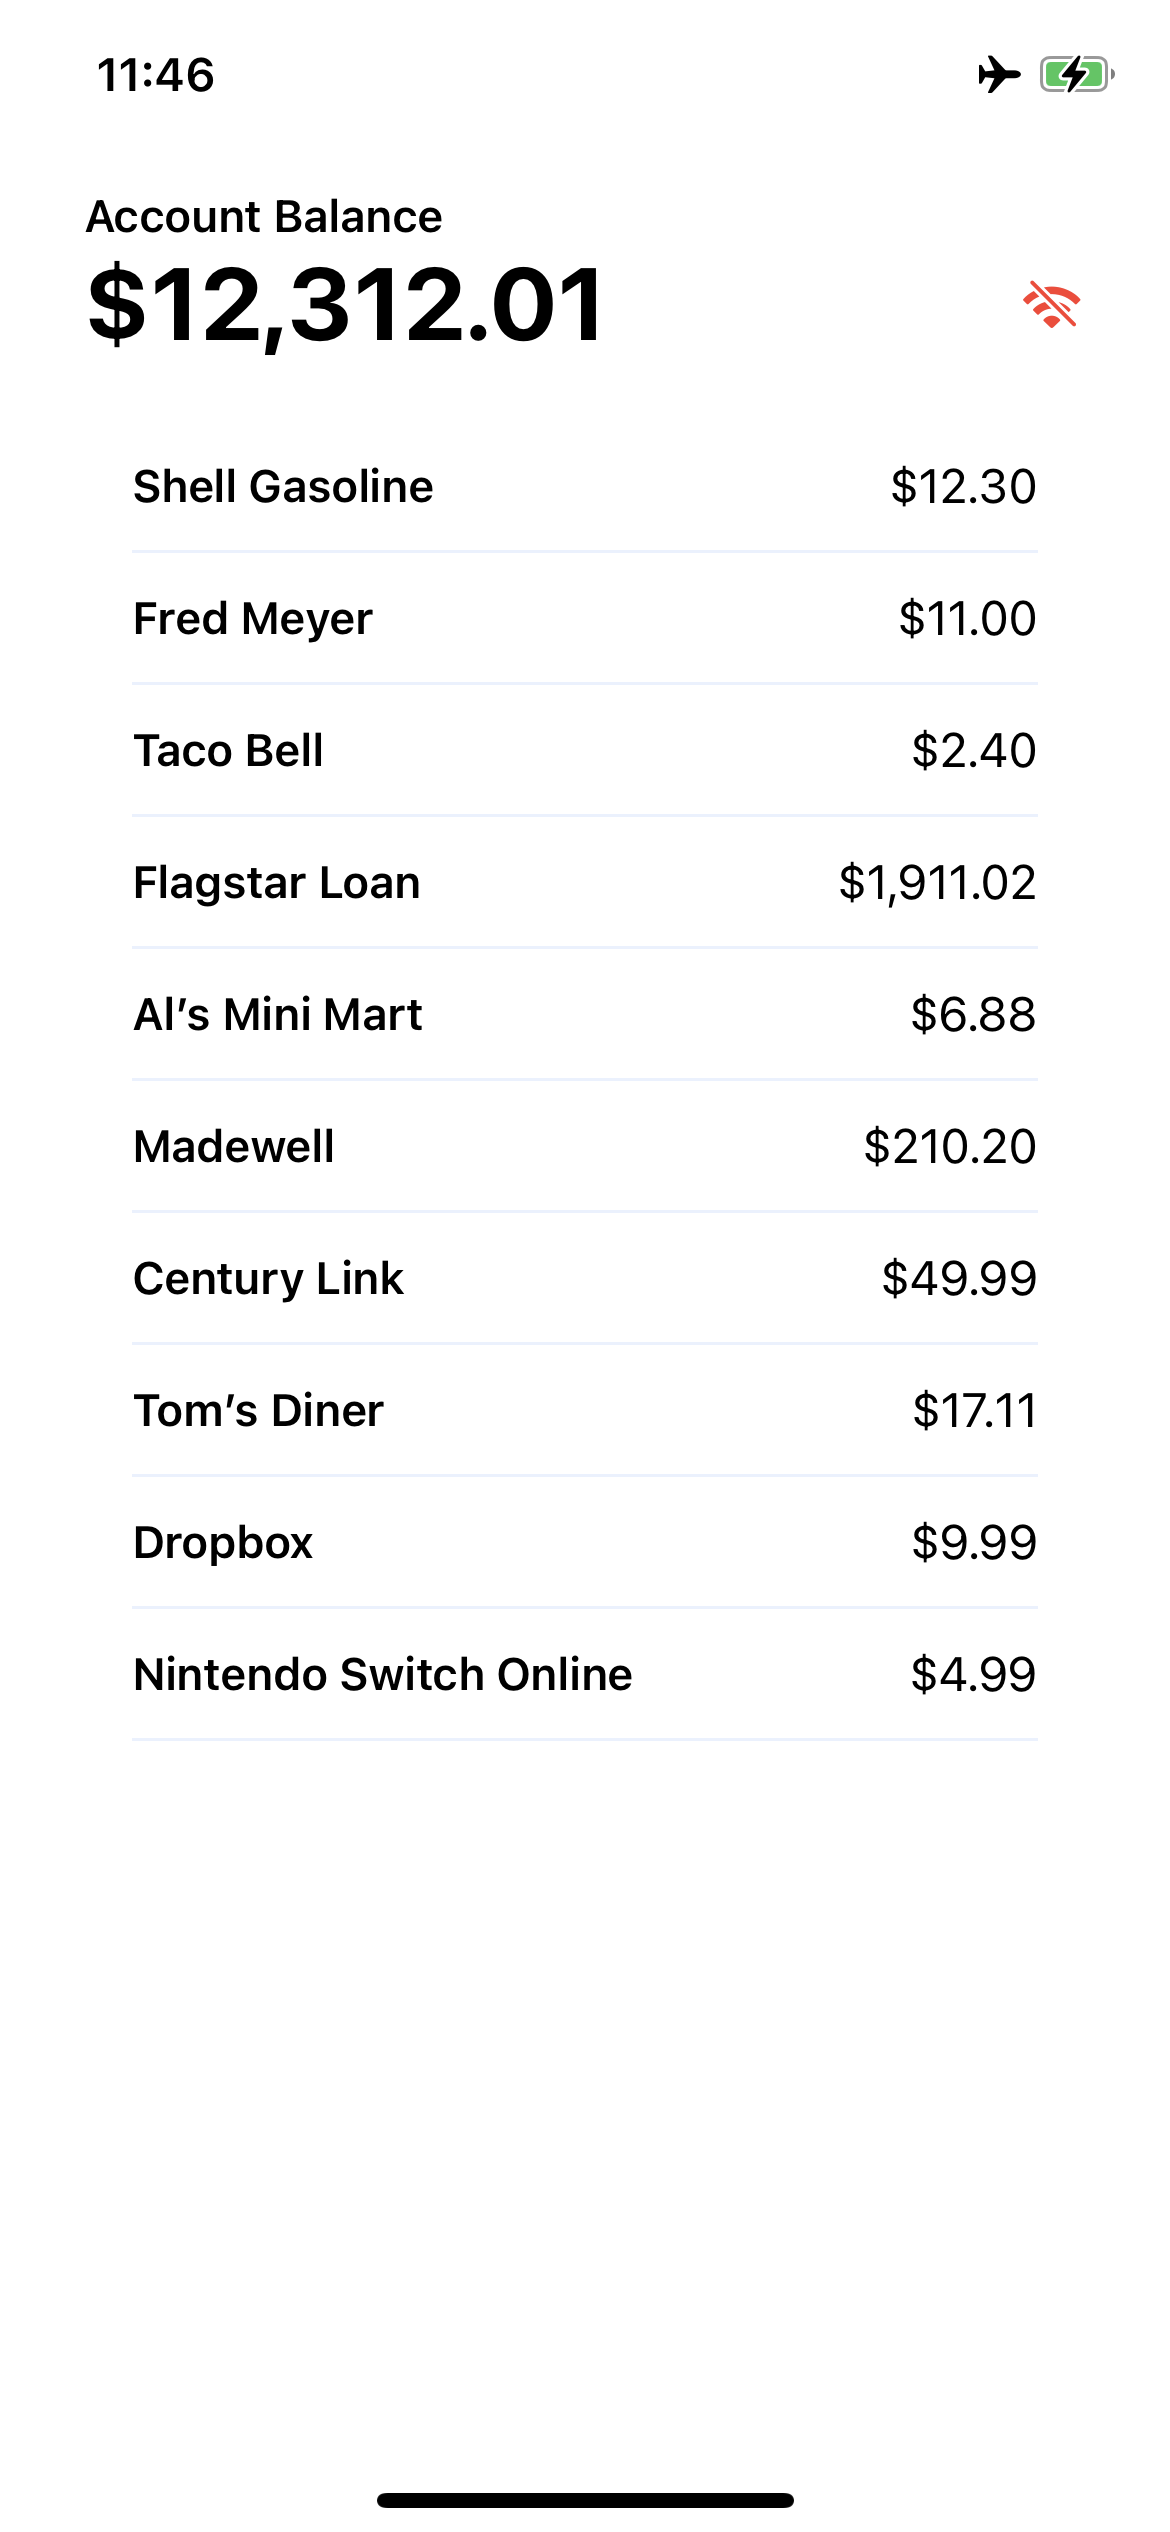 11:46
Account Balance
$12,312.01
Shell Gasoline $12.30
Fred Meyer $11.00
Taco Bell $2.40
Flagstar Loan $1,911.02
Al’s Mini Mart $6.88
Madewell $210.20
Century Link $49.99
Tom’s Diner $17.11
Dropbox $9.99
Nintendo Switch Online $4.99